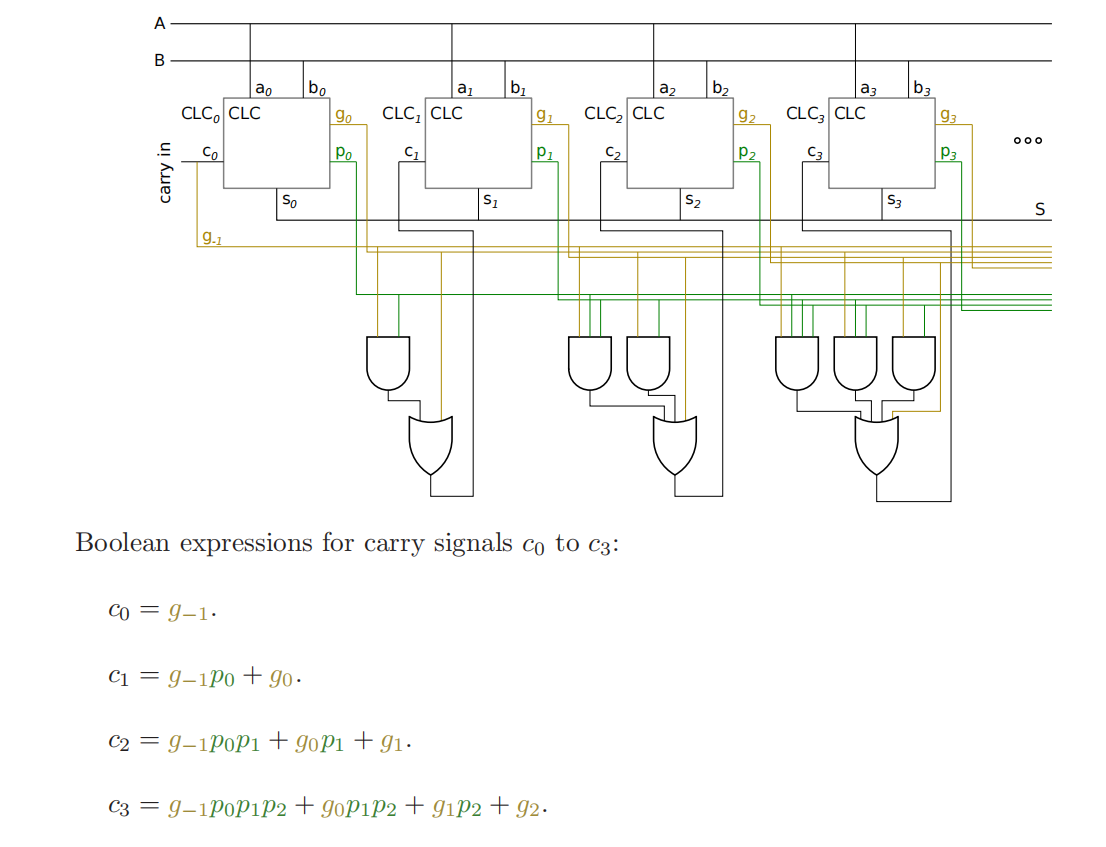 A
B
a0 b0 a1 b1 a2 b2 a3 b3
CLC0 CLC g0 CLC1 CLC g1 CLC2 CLC g2 CLC3 CLC g3
carry in c0 p0 c1 p1 c2 p2 c3 p3
s0 s1 s2 s3 S
g-1
Boolean expressions for carry signals c₀ to c₃:
c₀ = g₋₁.
c₁ = g₋₁p₀ + g₀.
c₂ = g₋₁p₀p₁ + g₀p₁ + g₁.
c₃ = g₋₁p₀p₁p₂ + g₀p₁p₂ + g₁p₂ + g₂.